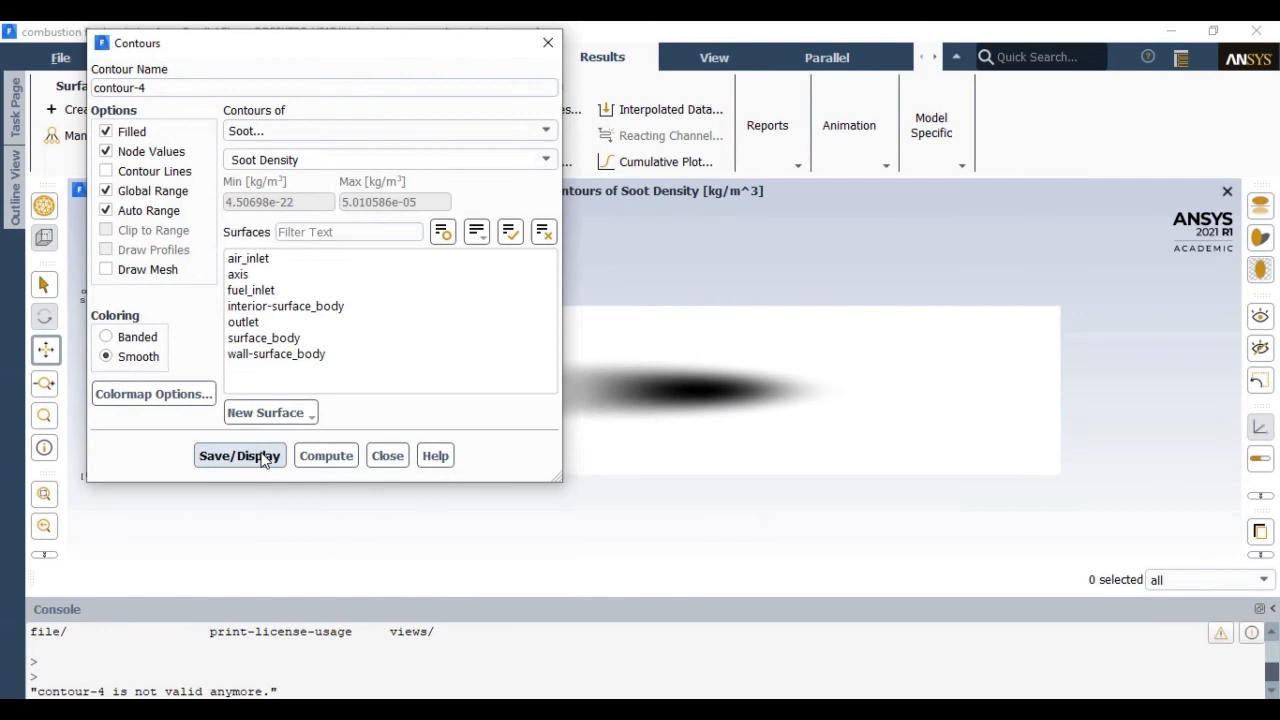 combustion
Contours
File
Results
View
Parallel
Quick Search...
ANSYS
Task Page
Outline View
Contour Name
contour-4
Options
Filled
Node Values
Contour Lines
Global Range
Auto Range
Clip to Range
Draw Profiles
Draw Mesh
Coloring
Banded
Smooth
Colormap Options...
Contours of
Soot...
Soot Density
Min [kg/m³] Max [kg/m³]
4.50698e-22 5.010586e-05
Surfaces Filter Text
air_inlet
axis
fuel_inlet
interior-surface_body
outlet
surface_body
wall-surface_body
New Surface
Save/Display Compute Close Help
Interpolated Data...
Reacting Channel...
Cumulative Plot...
Reports
Animation
Model
Specific
ntours of Soot Density [kg/m^3]
ANSYS
2021 R1
ACADEMIC
0 selected all
Console
file/ print-license-usage views/
>
>
"contour-4 is not valid anymore."